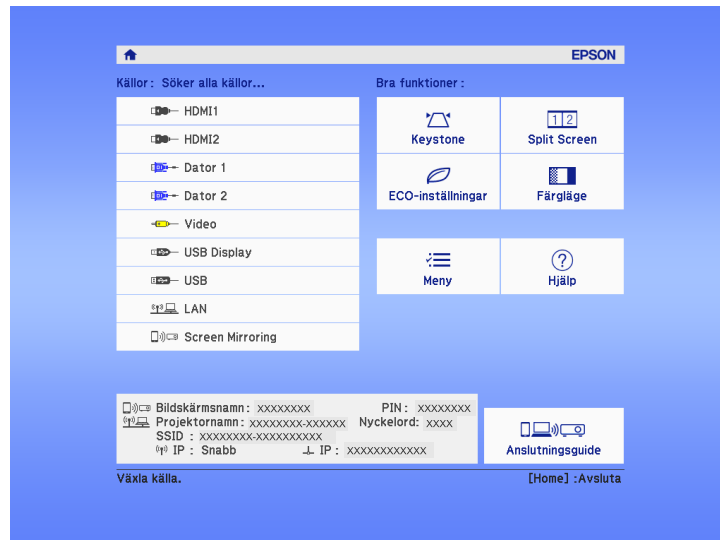 EPSON
Källor : Söker alla källor...
Bra funktioner :
HDMI1
HDMI2
Dator 1
Dator 2
Video
USB Display
USB
LAN
Screen Mirroring
Keystone
1 2
Split Screen
ECO-inställningar
Färgläge
Meny
?
Hjälp
Bildskärmsnamn : XXXXXXXX PIN : XXXXXXXX
Projektornamn : XXXXXXXX-XXXXXX Nyckelord: XXXX
SSID : XXXXXXXX-XXXXXXXXXX
IP : Snabb IP : XXXXXXXXXXXX
Anslutningsguide
Växla källa. [Home] :Avsluta